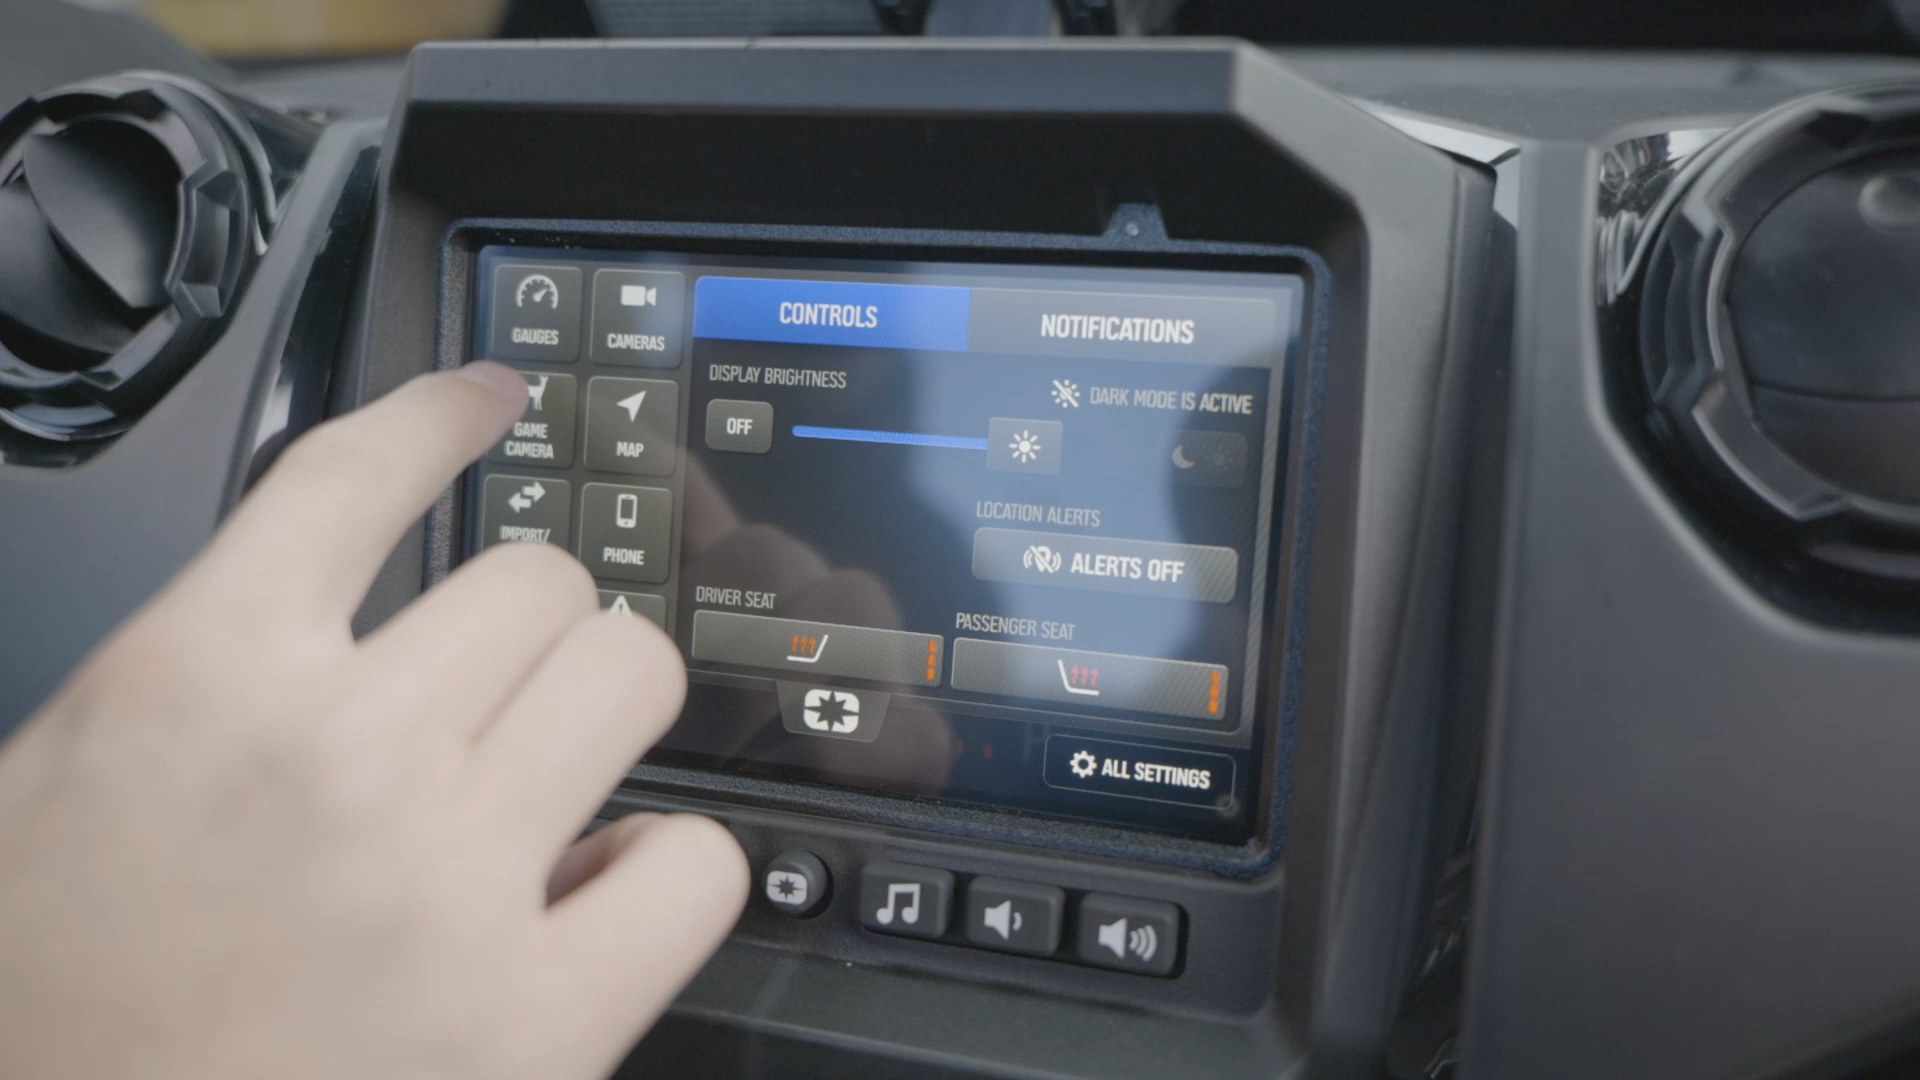 GAUGES
CAMERAS
GAME
CAMERA
MAP
IMPORT/
PHONE
CONTROLS
NOTIFICATIONS
DISPLAY BRIGHTNESS
DARK MODE IS ACTIVE
OFF
LOCATION ALERTS
ALERTS OFF
DRIVER SEAT
PASSENGER SEAT
ALL SETTINGS